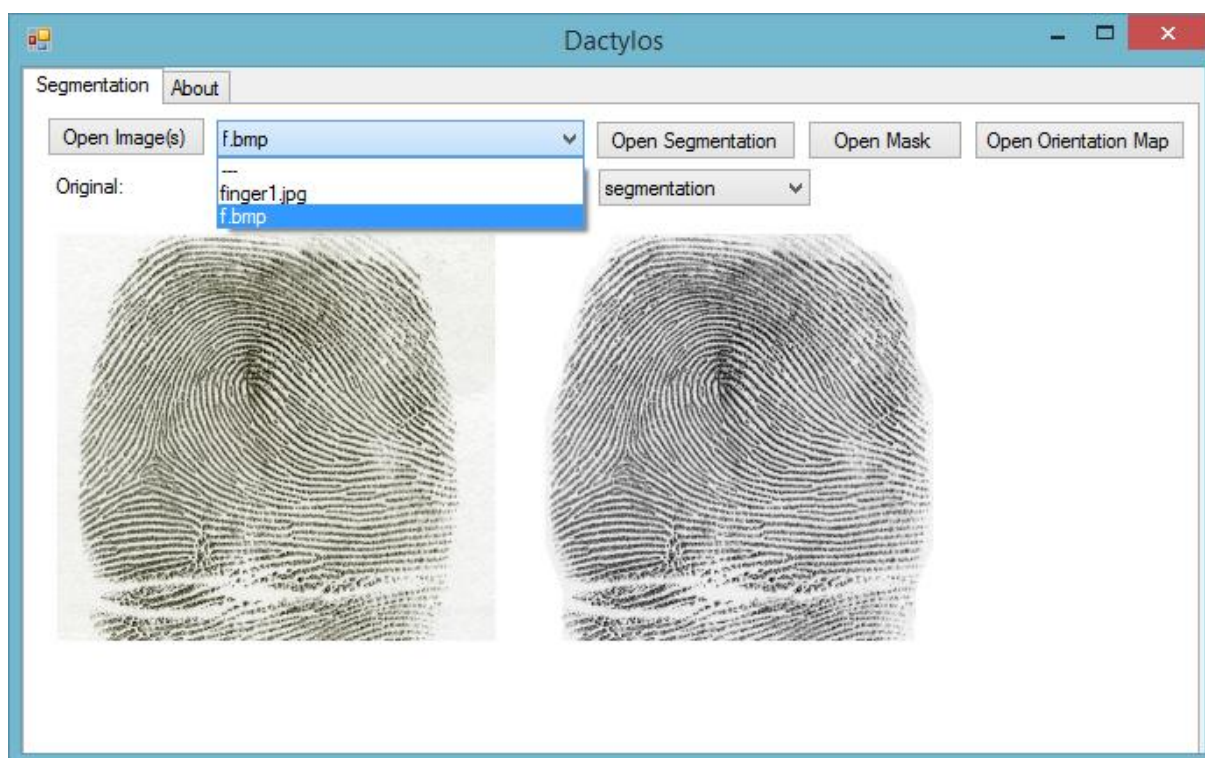 Dactylos
Segmentation About
Open Image(s) f.bmp Open Segmentation Open Mask Open Orientation Map
Original: --- segmentation
finger1.jpg
f.bmp